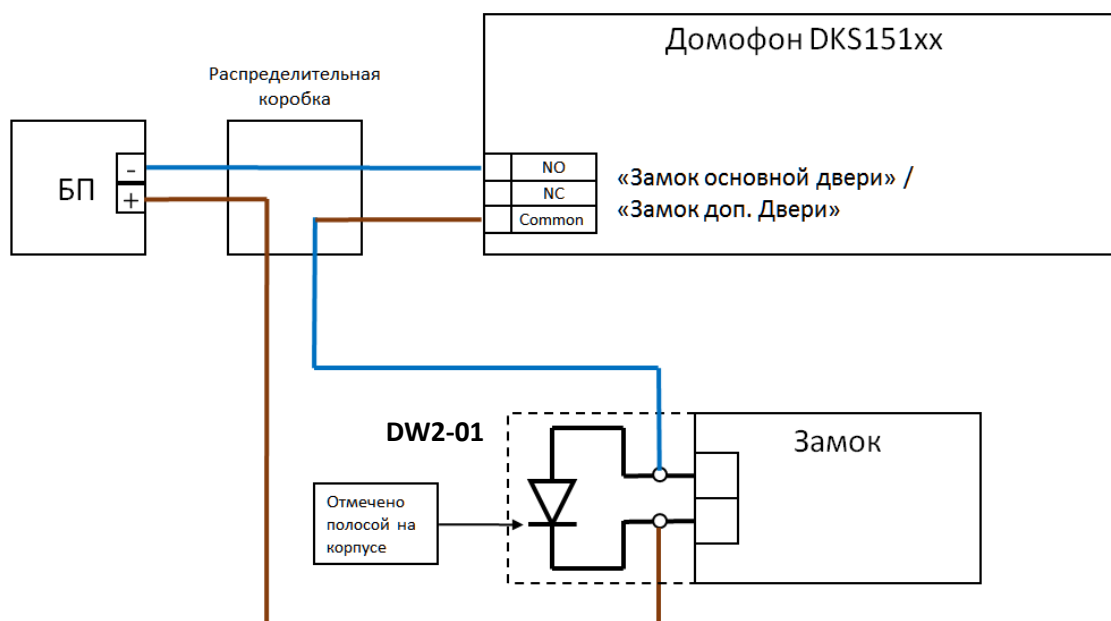 Домофон DKS151xx
Распределительная
коробка
БП
-
+
NO
NC
Common
«Замок основной двери» /
«Замок доп. Двери»
DW2-01
Замок
Отмечено
полосой на
корпусе